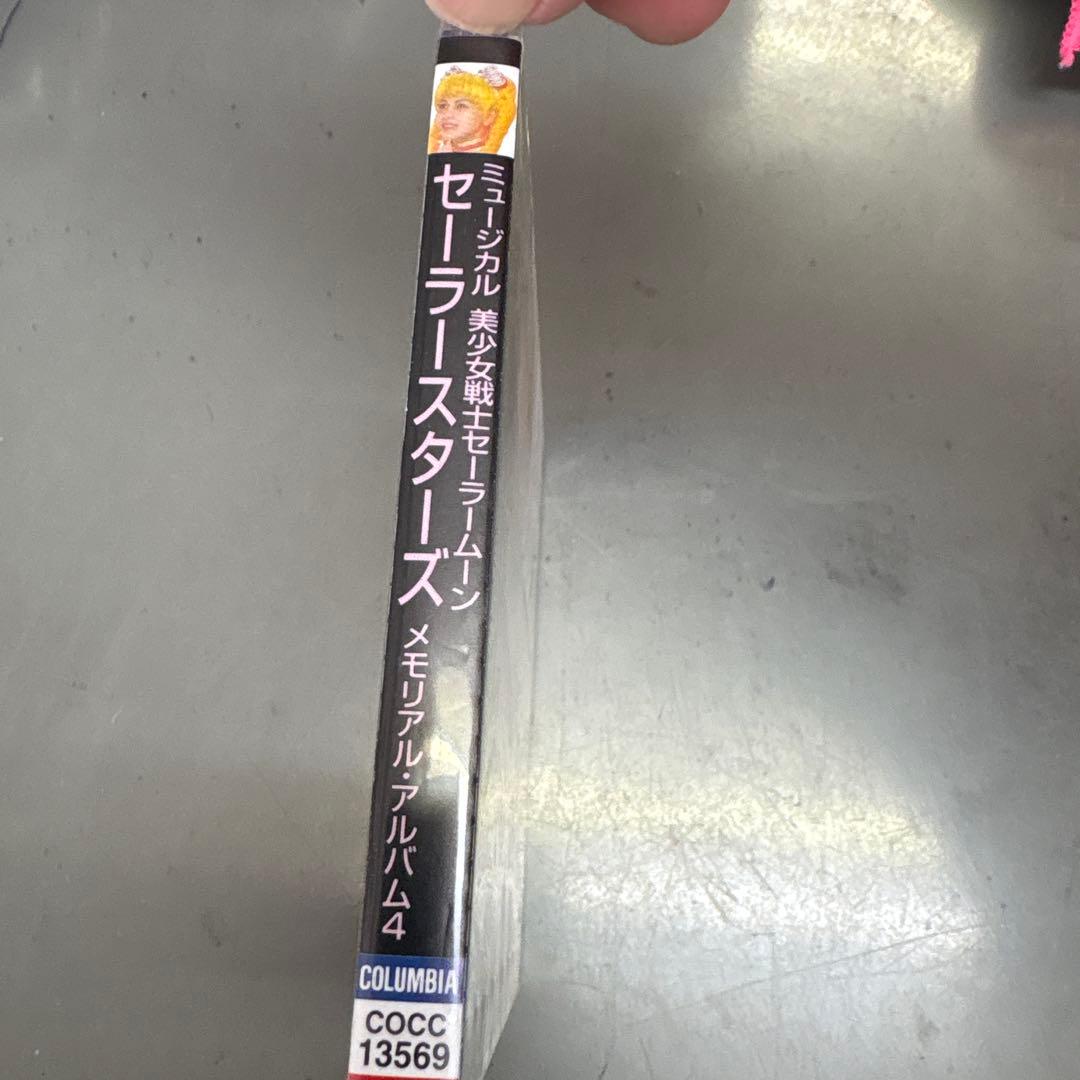 ミュージカル 美少女戦士セーラームーン
セーラースターズ
メモリアル・アルバム4
COLUMBIA
COCC
13569